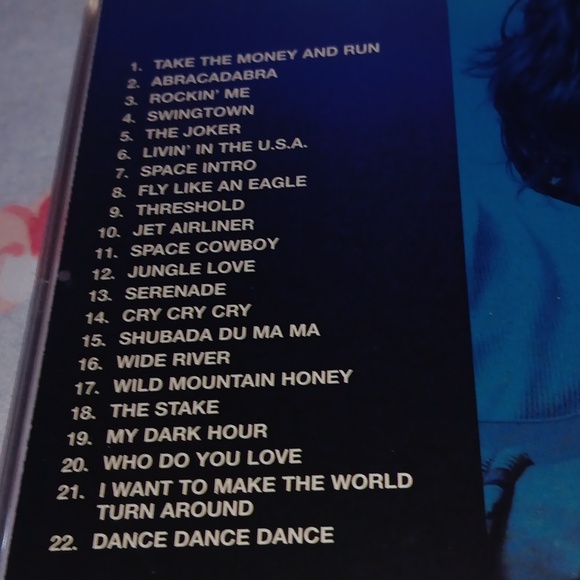 1. TAKE THE MONEY AND RUN
2. ABRACADABRA
3. ROCKIN' ME
4. SWINGTOWN
5. THE JOKER
6. LIVIN' IN THE U.S.A.
7. SPACE INTRO
8. FLY LIKE AN EAGLE
9. THRESHOLD
10. JET AIRLINER
11. SPACE COWBOY
12. JUNGLE LOVE
13. SERENADE
14. CRY CRY CRY
15. SHUBADA DU MA MA
16. WIDE RIVER
17. WILD MOUNTAIN HONEY
18. THE STAKE
19. MY DARK HOUR
20. WHO DO YOU LOVE
21. I WANT TO MAKE THE WORLD
TURN AROUND
22. DANCE DANCE DANCE